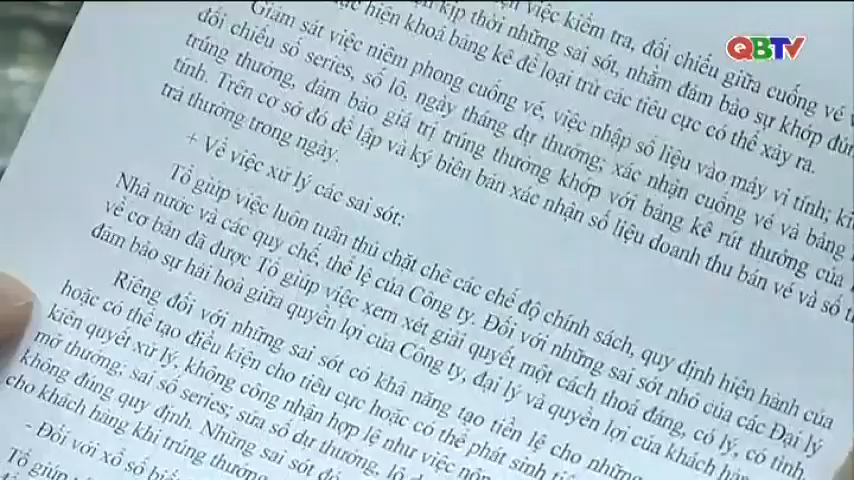 QBTV
việc kiểm tra, đối chiếu giữa cuống vé
kịp thời những sai sót, nhằm đảm bảo sự khớp đúng
hiện khoá bảng kê để loại trừ các tiêu cực có thể xảy ra.
Giám sát việc niêm phong cuống vé, việc nhập số liệu vào máy vi tính;
đối chiếu số series, số lô, ngày tháng dự thưởng; xác nhận cuống vé và bảng
trúng thưởng, đảm bảo giá trị trúng thưởng khớp với bảng kê rút thưởng của
tính. Trên cơ sở đó để lập và ký biên bản xác nhận số liệu doanh thu bán vé và số
trả thưởng trong ngày.
+ Về việc xử lý các sai sót:
Tổ giúp việc luôn tuân thủ chặt chẽ các chế độ chính sách, quy định hiện hành của
Nhà nước và các quy chế, thể lệ của Công ty. Đối với những sai sót nhỏ của các Đại lý
về cơ bản đã được Tổ giúp việc xem xét giải quyết một cách thoả đáng, có lý, có tình,
đảm bảo sự hài hoà giữa quyền lợi của Công ty, đại lý và quyền lợi của khách
Riêng đối với những sai sót có khả năng tạo tiền lệ cho những
hoặc có thể tạo điều kiện cho tiêu cực hoặc có thể phát sinh
kiên quyết xử lý, không công nhận hợp lệ như việc
mở thưởng; sai số series; sửa số dự thưởng,
không đúng quy định. Những sai sót
cho khách hàng khi trúng thưởng
- Đối với xổ số
Tổ giúp